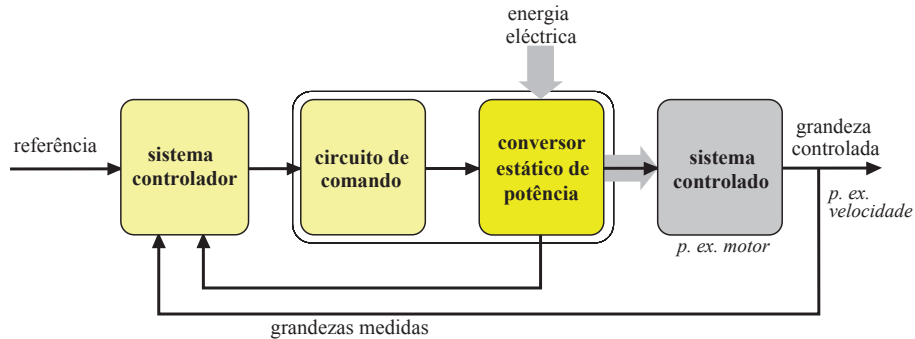 energia
eléctrica
referência
sistema
controlador
circuito de
comando
conversor
estático de
potência
sistema
controlado
grandeza
controlada
p. ex.
velocidade
p. ex. motor
grandezas medidas